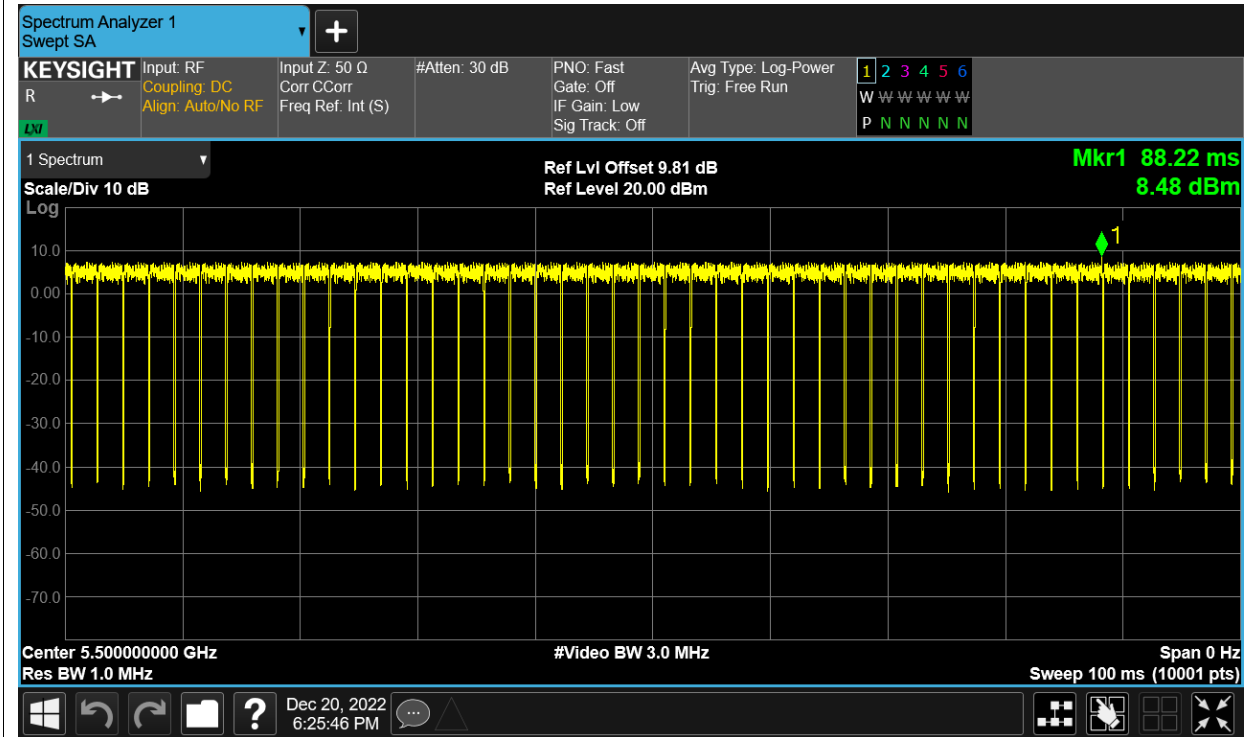 Spectrum Analyzer 1
Swept SA
KEYSIGHT
R
LXI
Input: RF
Coupling: DC
Align: Auto/No RF
Input Z: 50 Ω
Corr CCorr
Freq Ref: Int (S)
#Atten: 30 dB
PNO: Fast
Gate: Off
IF Gain: Low
Sig Track: Off
Avg Type: Log-Power
Trig: Free Run
1 2 3 4 5 6
W W W W W W
P N N N N N
1 Spectrum
Scale/Div 10 dB
Ref Lvl Offset 9.81 dB
Ref Level 20.00 dBm
Mkr1 88.22 ms
8.48 dBm
Log
1
10.0
0.00
-10.0
-20.0
-30.0
-40.0
-50.0
-60.0
-70.0
Center 5.500000000 GHz
#Video BW 3.0 MHz
Span 0 Hz
Res BW 1.0 MHz
Sweep 100 ms (10001 pts)
?
Dec 20, 2022
6:25:46 PM